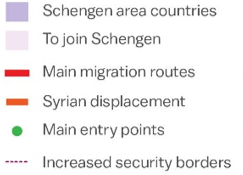 Schengen area countries
To join Schengen
Main migration routes
Syrian displacement
Main entry points
Increased security borders